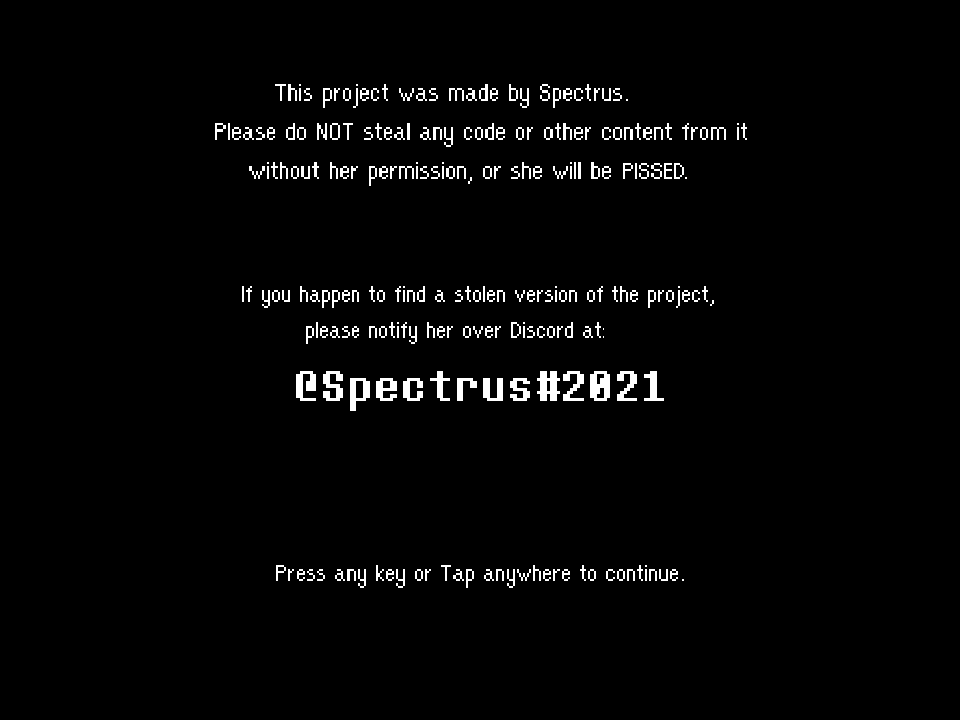 This project was made by Spectrus.
Please do NOT steal any code or other content from it
without her permission, or she will be PISSED.
If you happen to find a stolen version of the project,
please notify her over Discord at:
@Spectrus#2021
Press any key or Tap anywhere to continue.